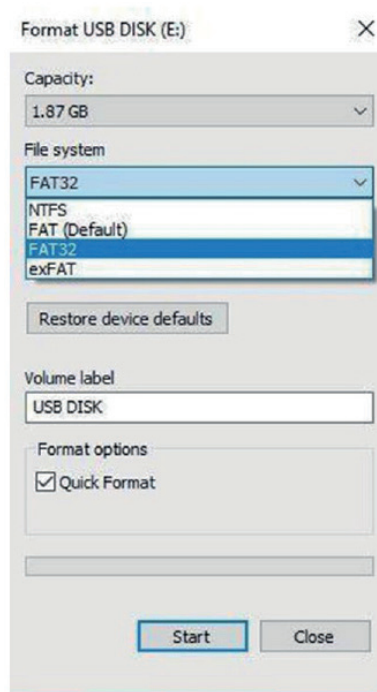 Format USB DISK (E:)
Capacity:
1.87 GB
File system
FAT32
NTFS
FAT (Default)
FAT32
exFAT
Restore device defaults
Volume label
USB DISK
Format options
Quick Format
Start
Close